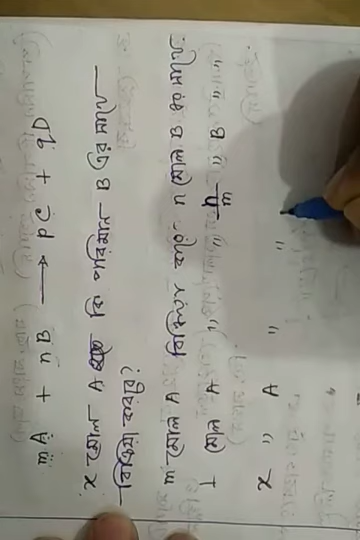 mA + nB → pC + qD
x মোল A কি পরিমান B এর সাথে
বিক্রিয়া করবে?
m মোল A বিক্রিয়া করে n মোল B এর সাথে
1 মোল A " " n/m " B " "
x " A " "